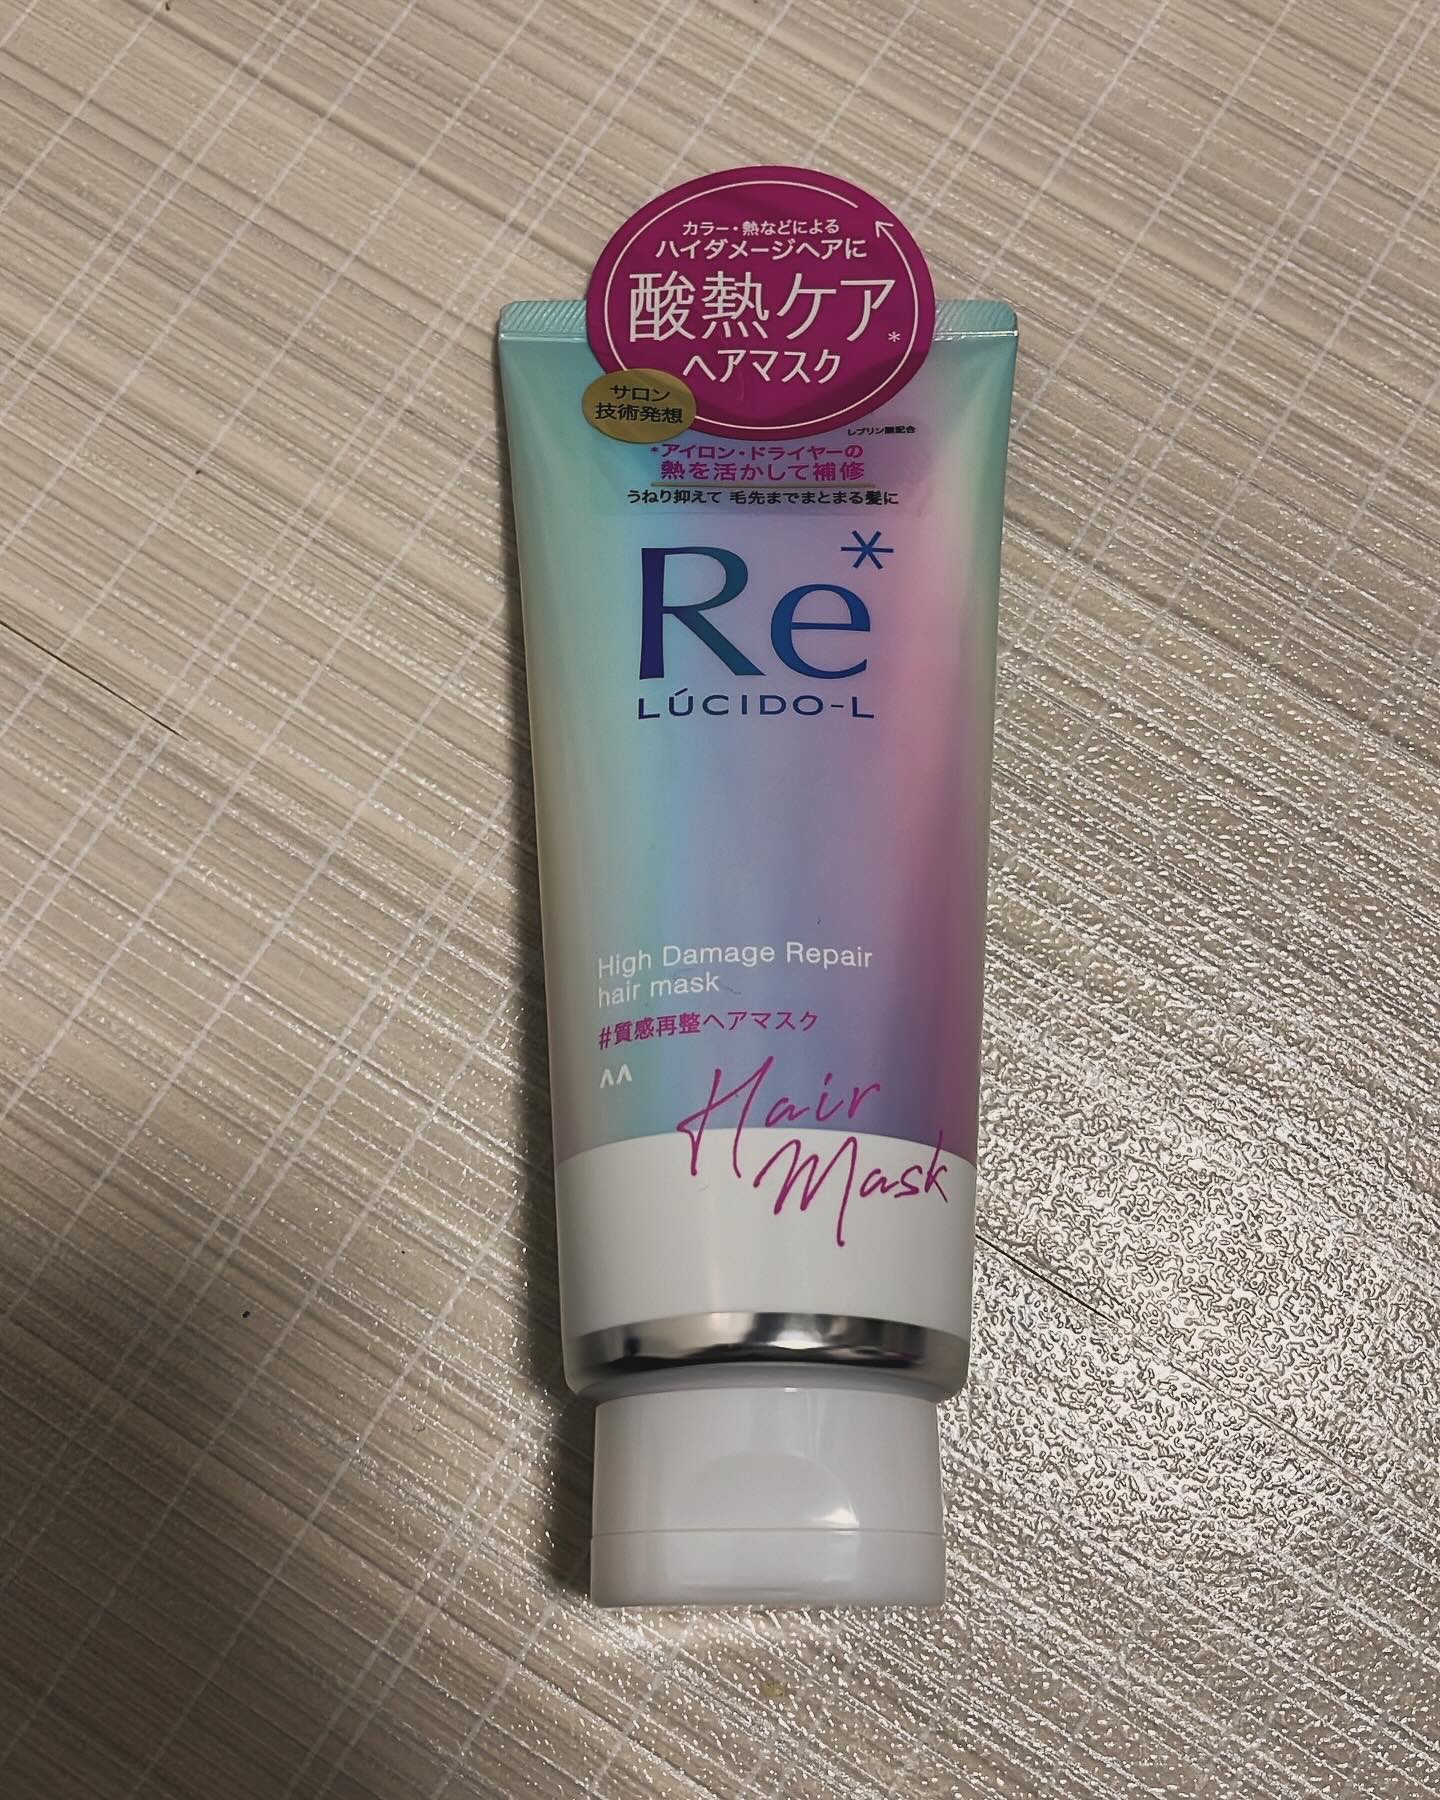 カラー・熱などによる
ハイダメージヘアに
酸熱ケア*
ヘアマスク
サロン
技術発想
レブリン酸配合
*アイロン・ドライヤーの
熱を活かして補修
うねり抑えて 毛先までまとまる髪に
Re*
LÚCIDO-L
High Damage Repair
hair mask
#質感再整ヘアマスク
ΛΛ
Hair
Mask